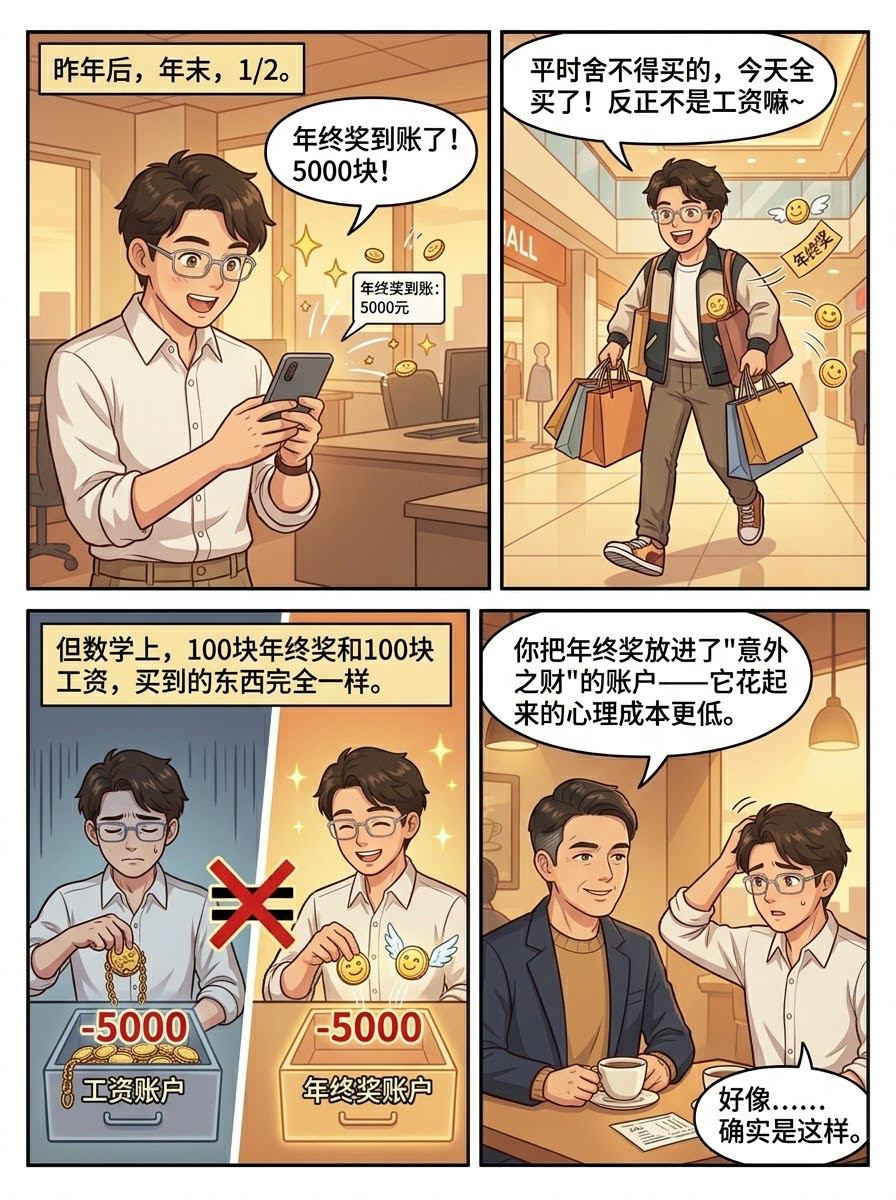 昨年后，年末，1/2。
年终奖到账了！
5000块！
年终奖到账：
5000元
平时舍不得买的，今天全
买了！反正不是工资嘛~
ALL
年终奖
但数学上，100块年终奖和100块
工资，买到的东西完全一样。
-5000
工资账户
-5000
年终奖账户
你把年终奖放进了"意外
之财"的账户——它花起
来的心理成本更低。
好像……
确实是这样。